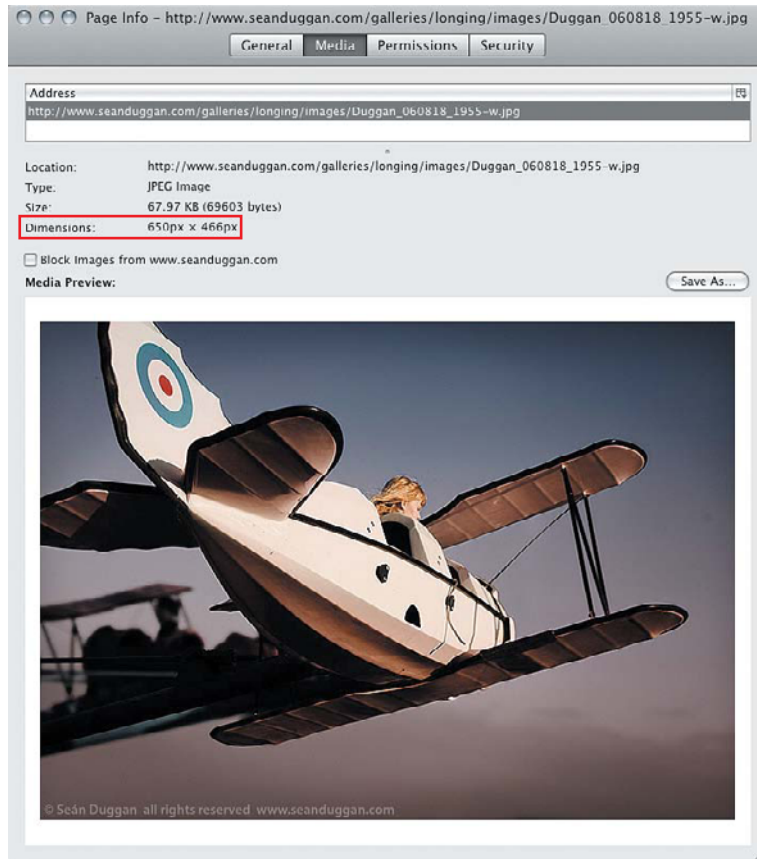 Page Info – http://www.seanduggan.com/galleries/longing/images/Duggan_060818_1955-w.jpg
General Media Permissions Security
Address
http://www.seanduggan.com/galleries/longing/images/Duggan_060818_1955-w.jpg
Location: http://www.seanduggan.com/galleries/longing/images/Duggan_060818_1955-w.jpg
Type: JPEG Image
Size: 67.97 KB (69603 bytes)
Dimensions: 650px × 466px
Block Images from www.seanduggan.com
Media Preview: Save As...
© Seán Duggan all rights reserved www.seanduggan.com